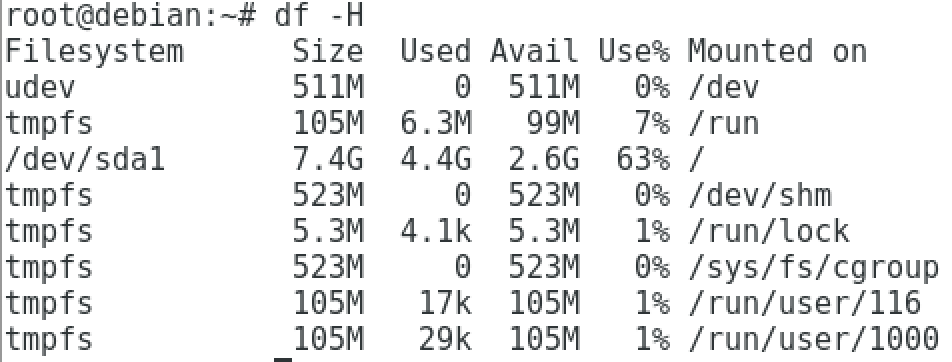 root@debian:~# df -H
Filesystem      Size  Used Avail Use% Mounted on
udev            511M     0  511M   0% /dev
tmpfs           105M  6.3M   99M   7% /run
/dev/sda1       7.4G  4.4G  2.6G  63% /
tmpfs           523M     0  523M   0% /dev/shm
tmpfs           5.3M  4.1k  5.3M   1% /run/lock
tmpfs           523M     0  523M   0% /sys/fs/cgroup
tmpfs           105M   17k  105M   1% /run/user/116
tmpfs           105M   29k  105M   1% /run/user/1000